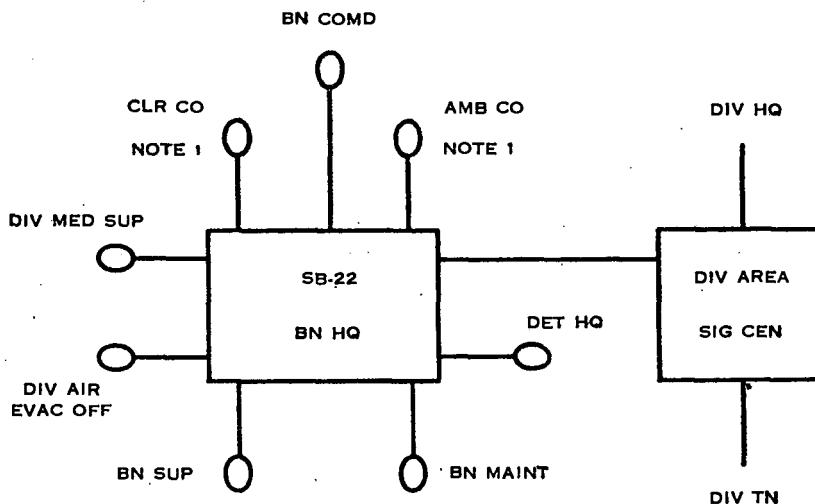 BN COMD
CLR CO
NOTE 1
AMB CO
NOTE 1
DIV HQ
DIV MED SUP
SB-22
BN HQ
DIV AREA
SIG CEN
DET HQ
DIV AIR
EVAC OFF
BN SUP
BN MAINT
DIV TN